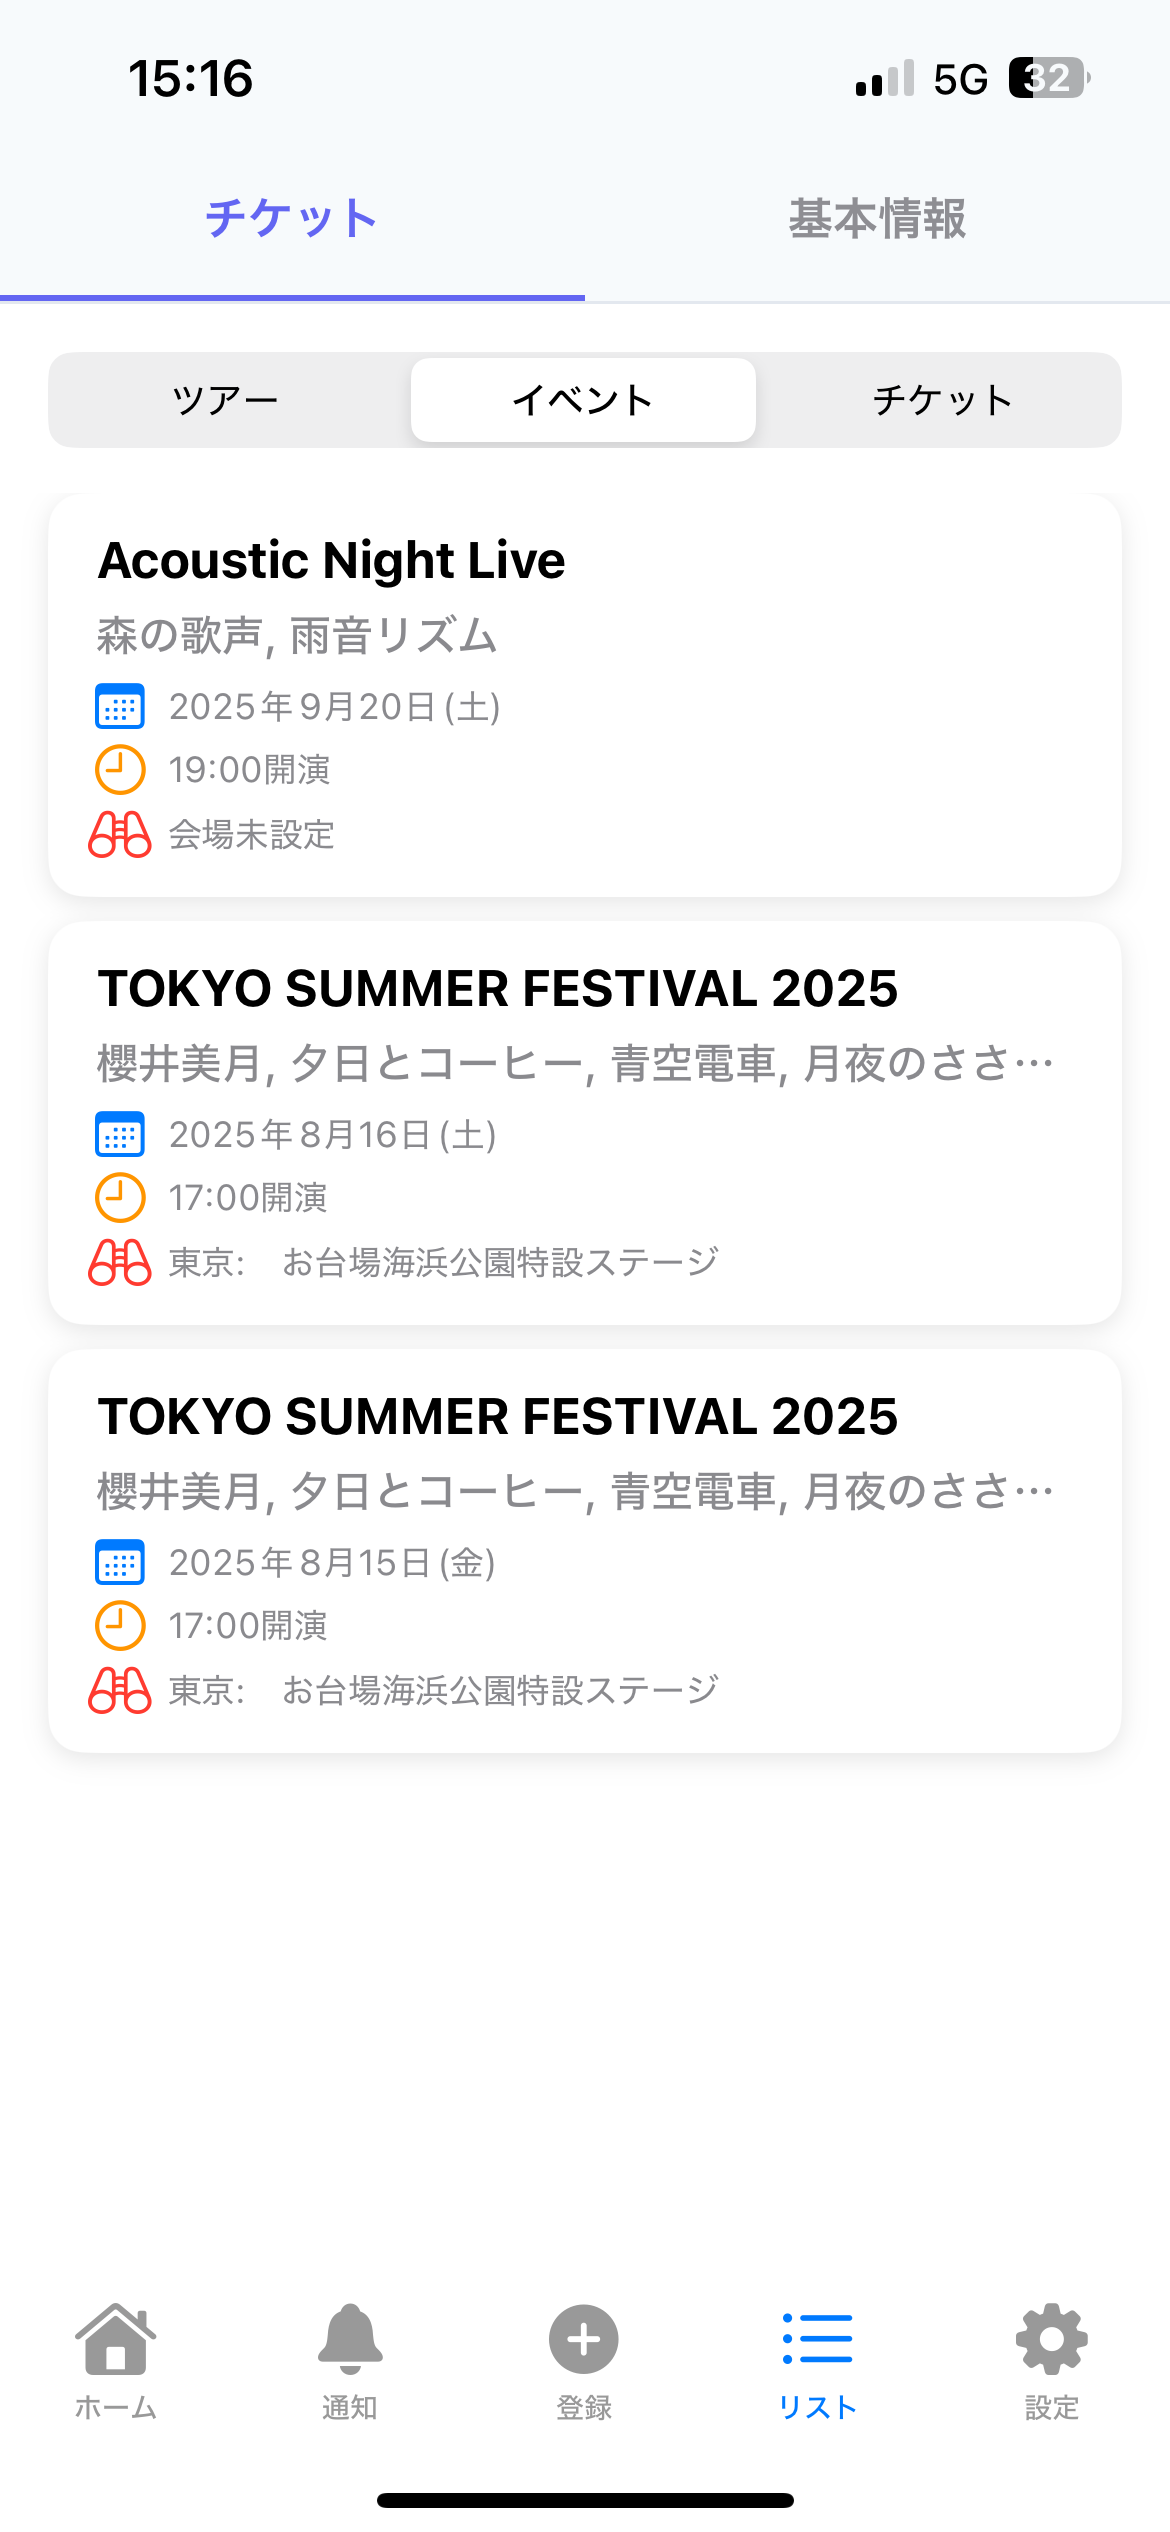 15:16
5G 32
チケット 基本情報
ツアー イベント チケット
Acoustic Night Live
森の歌声, 雨音リズム
2025年9月20日(土)
19:00開演
会場未設定
TOKYO SUMMER FESTIVAL 2025
櫻井美月, 夕日とコーヒー, 青空電車, 月夜のささ…
2025年8月16日(土)
17:00開演
東京:　お台場海浜公園特設ステージ
TOKYO SUMMER FESTIVAL 2025
櫻井美月, 夕日とコーヒー, 青空電車, 月夜のささ…
2025年8月15日(金)
17:00開演
東京:　お台場海浜公園特設ステージ
ホーム 通知 登録 リスト 設定